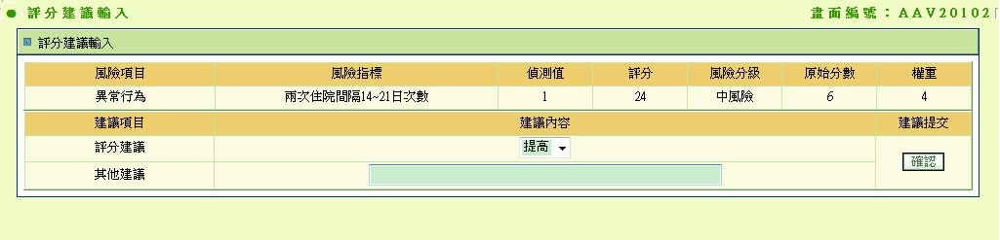 評分建議輸入 畫面編號：AAV20102
評分建議輸入
風險項目 風險指標 偵測值 評分 風險分級 原始分數 權重
異常行為 兩次住院間隔14~21日次數 1 24 中風險 6 4
建議項目 建議內容 建議提交
評分建議 提高
確認
其他建議